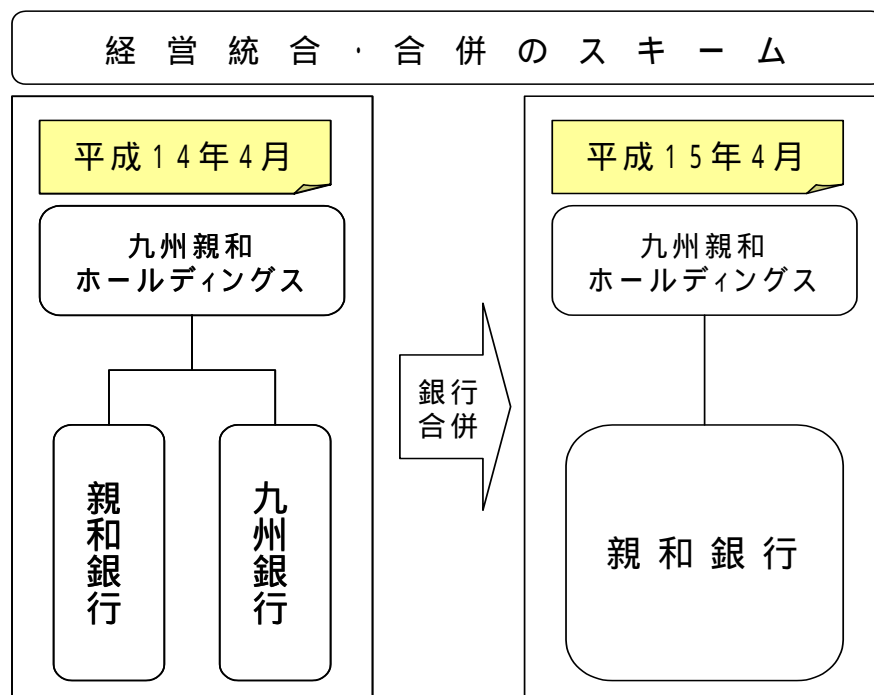 経営統合・合併のスキーム
平成14年4月
九州親和
ホールディングス
親和銀行
九州銀行
銀行
合併
平成15年4月
九州親和
ホールディングス
親和銀行